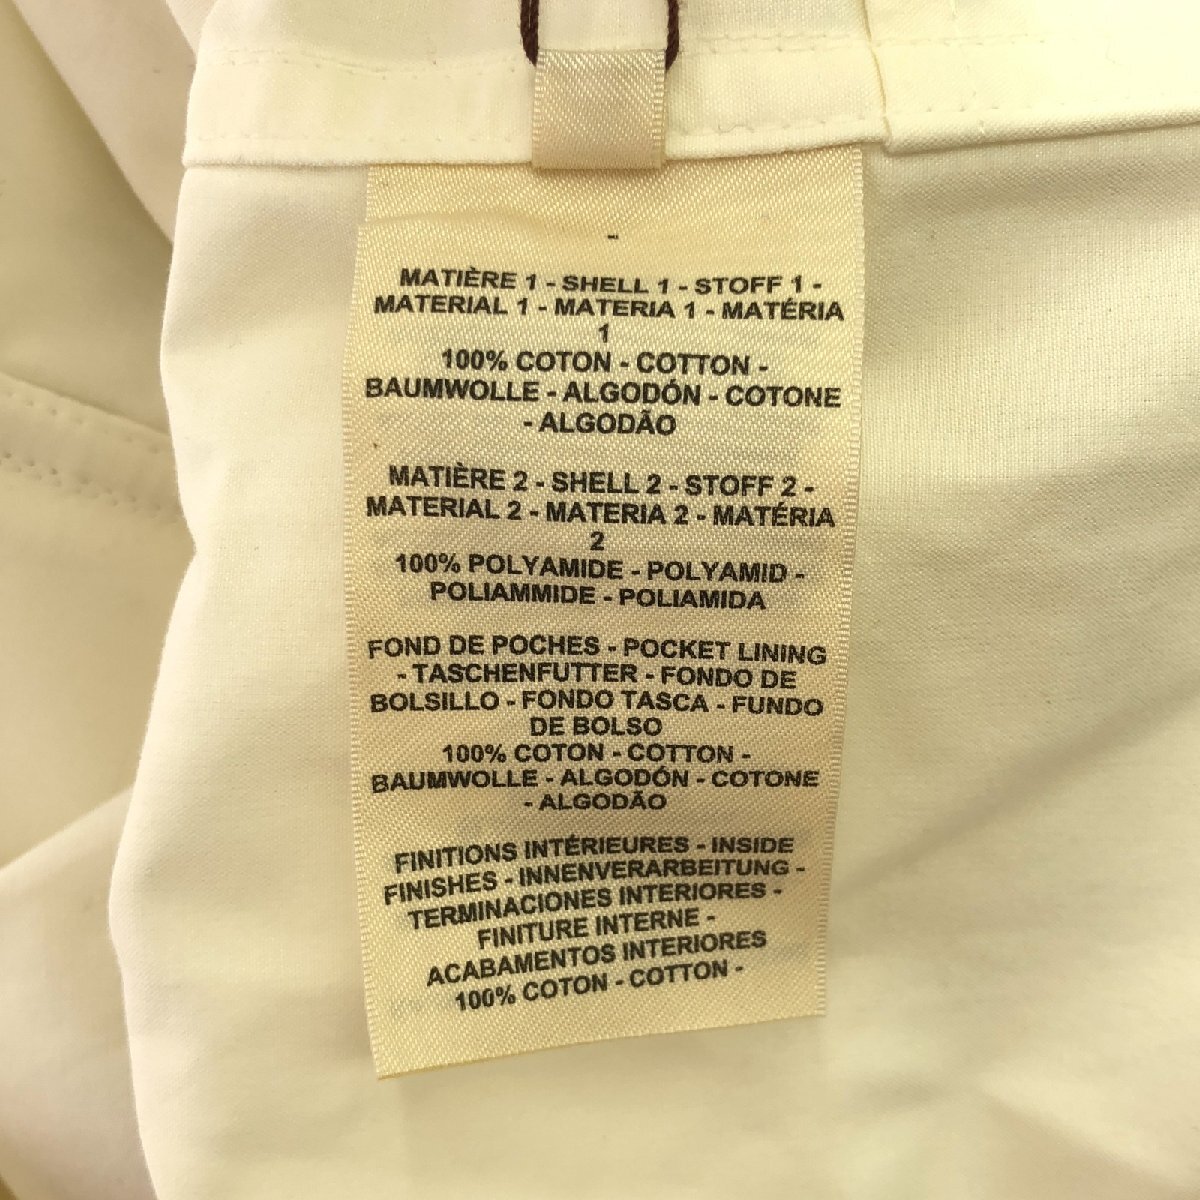 -
MATIÈRE 1 - SHELL 1 - STOFF 1 -
MATERIAL 1 - MATERIA 1 - MATÉRIA
1
100% COTON - COTTON -
BAUMWOLLE - ALGODÓN - COTONE
- ALGODÃO
MATIÈRE 2 - SHELL 2 - STOFF 2 -
MATERIAL 2 - MATERIA 2 - MATÉRIA
2
100% POLYAMIDE - POLYAMID -
POLIAMMIDE - POLIAMIDA
FOND DE POCHES - POCKET LINING
- TASCHENFUTTER - FONDO DE
BOLSILLO - FONDO TASCA - FUNDO
DE BOLSO
100% COTON - COTTON -
BAUMWOLLE - ALGODÓN - COTONE
- ALGODÃO
FINITIONS INTÉRIEURES - INSIDE
FINISHES - INNENVERARBEITUNG -
TERMINACIONES INTERIORES -
FINITURE INTERNE -
ACABAMENTOS INTERIORES
100% COTON - COTTON -